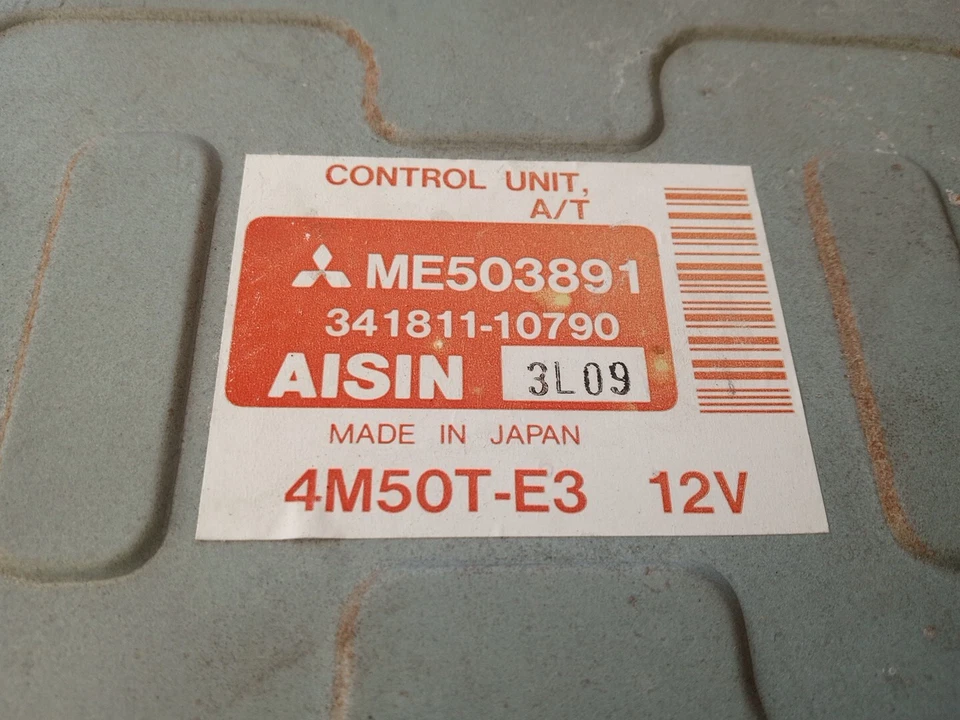 CONTROL UNIT,
A/T
ME503891
341811-10790
AISIN 3L09
MADE IN JAPAN
4M50T-E3 12V